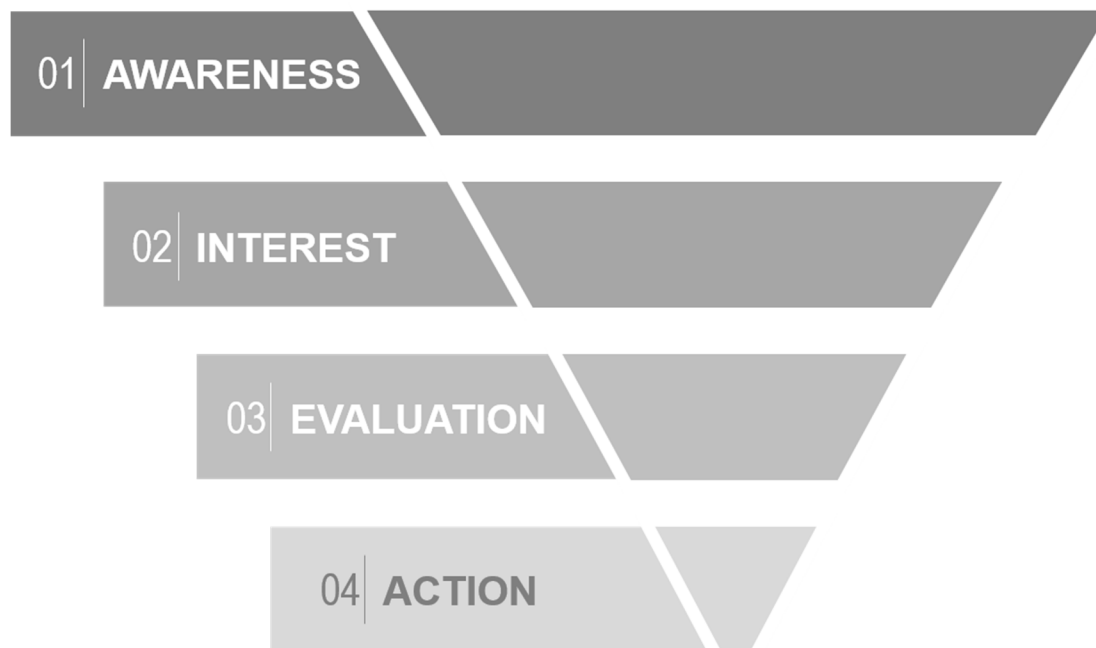 01 AWARENESS
02 INTEREST
03 EVALUATION
04 ACTION